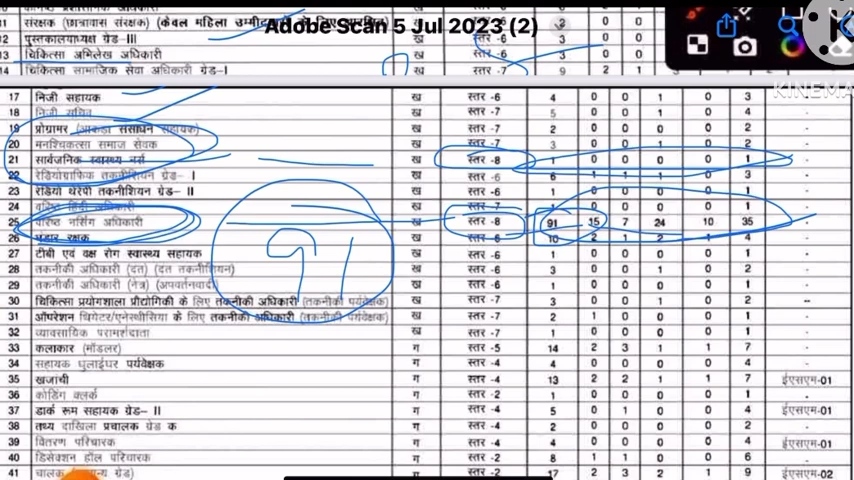 31 संरक्षक (छात्रावास संरक्षक) (केवल महिला उम्मीदवारों के लिए आरक्षित) ख स्तर -6 2
Adobe Scan 5 Jul 2023 (2)
12 पुस्तकालयाध्यक्ष ग्रेड-III ख स्तर -6 3 0 0
13 चिकित्सा अभिलेख अधिकारी ख स्तर -6 3 0 0
14 चिकित्सा सामाजिक सेवा अधिकारी ग्रेड-I ख स्तर -7 9 2 1
KINEMA
17 निजी सहायक ख स्तर -6 4 0 0 1 0 3 -
18 निजी सचिव ख स्तर -7 5 0 0 1 0 4 -
19 प्रोग्रामर (आंकड़ा संसाधन सहायक) ख स्तर -7 2 0 0 0 0 2 -
20 मनश्चिकित्सा समाज सेवक ख स्तर -7 3 0 0 1 0 2 -
21 सार्वजनिक स्वास्थ्य नर्स ख स्तर -8 1 0 0 0 0 1 -
22 रेडियोग्राफिक तकनीशियन ग्रेड- I ख स्तर -6 6 1 1 1 0 3 -
23 रेडियो थेरेपी तकनीशियन ग्रेड- II ख स्तर -6 1 0 0 0 0 1 -
24 वरिष्ठ हिंदी अधिकारी ख स्तर -7 1 0 0 0 0 1 -
25 वरिष्ठ नर्सिंग अधिकारी ख स्तर -8 91 15 7 24 10 35
91
26 भंडार रक्षक ख स्तर -6 10 2 1 2 1 4 -
27 टीबी एवं वक्ष रोग स्वास्थ्य सहायक ख स्तर -6 1 0 0 0 0 1 -
28 तकनीकी अधिकारी (दंत) (दंत तकनीशियन) ख स्तर -6 3 0 0 1 0 2 -
29 तकनीकी अधिकारी (नेत्र) (अपवर्तनवादी) ख स्तर -6 1 0 0 0 0 1 -
30 चिकित्सा प्रयोगशाला प्रौद्योगिकी के लिए तकनीकी अधिकारी (तकनीकी पर्यवेक्षक) ख स्तर -7 3 0 0 1 0 2 --
31 ऑपरेशन थियेटर/एनेस्थीसिया के लिए तकनीकी अधिकारी (तकनीकी पर्यवेक्षक) ख स्तर -7 2 1 0 0 0 1 -
32 व्यावसायिक परामर्शदाता ख स्तर -7 1 0 0 0 0 1 -
33 कलाकार (मॉडलर) ग स्तर -5 14 2 3 1 1 7 -
34 सहायक धुलाईघर पर्यवेक्षक ग स्तर -4 4 0 0 0 0 4 -
35 खजांची ग स्तर -4 13 2 2 1 1 7 ईएसएम-01
36 कोडिंग क्लर्क ग स्तर -2 1 0 0 0 0 1 -
37 डार्क रूम सहायक ग्रेड- II ग स्तर -4 5 0 1 0 0 4 ईएसएम-01
38 तथ्य दाखिला प्रचालक ग्रेड क ग स्तर -4 2 0 0 0 0 2 -
39 वितरण परिचारक ग स्तर -4 4 0 0 0 0 4 ईएसएम-01
40 डिसेक्शन हॉल परिचारक ग स्तर -2 8 1 1 0 0 6 -
41 चालक ग्रेड) ग स्तर -2 17 2 3 2 1 9 ईएसएम-02